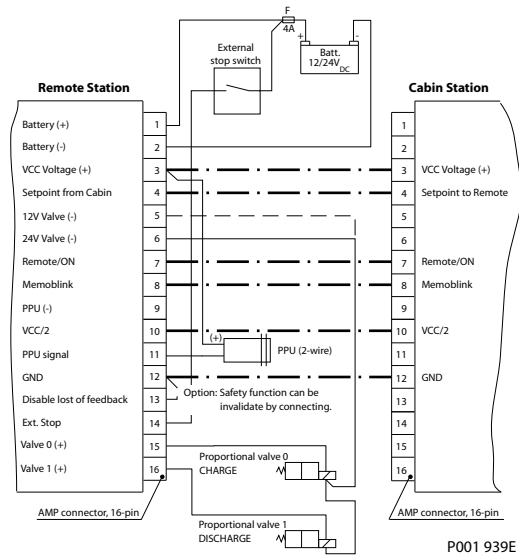 F
4A
+ -
Batt.
12/24V DC
External
stop switch
Remote Station
Cabin Station
Battery (+) 1
Battery (-) 2
VCC Voltage (+) 3
Setpoint from Cabin 4
12V Valve (-) 5
24V Valve (-) 6
Remote/ON 7
Memoblink 8
PPU (-) 9
VCC/2 10
PPU signal 11
GND 12
Disable lost of feedback 13
Ext. Stop 14
Valve 0 (+) 15
Valve 1 (+) 16
AMP connector, 16-pin
(+)
PPU (2-wire)
Option: Safety function can be
invalidate by connecting.
Proportional valve 0
CHARGE
Proportional valve 1
DISCHARGE
1
2
3 VCC Voltage (+)
4 Setpoint to Remote
5
6
7 Remote/ON
8 Memoblink
9
10 VCC/2
11
12 GND
13
14
15
16
AMP connector, 16-pin
P001 939E